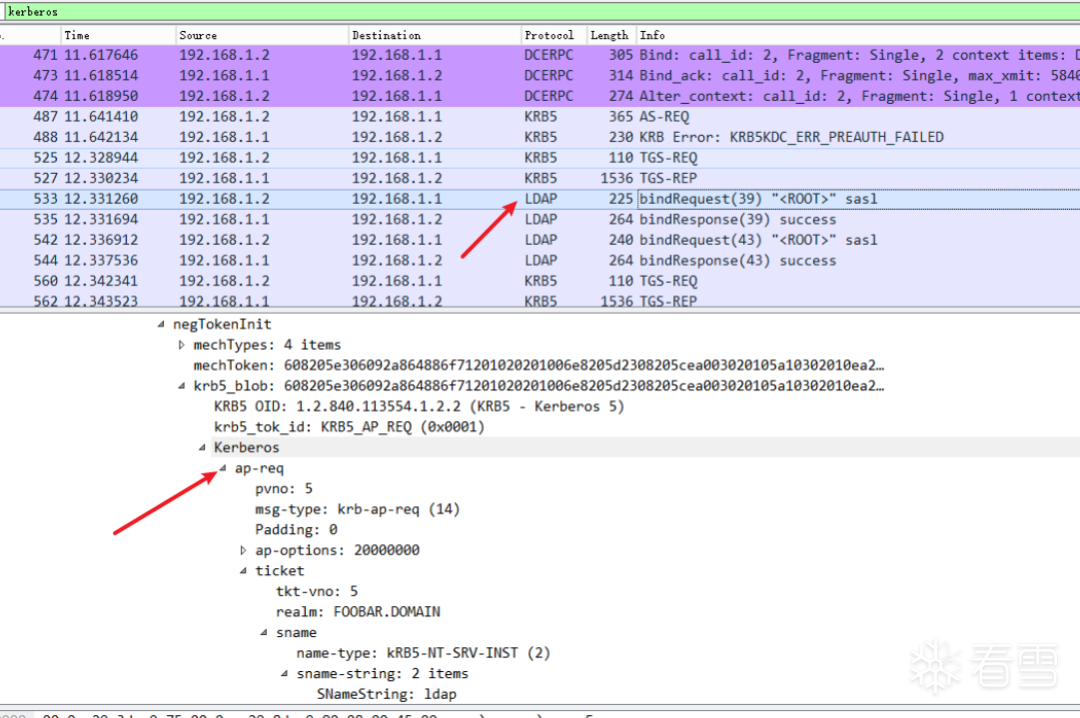 kerberos
. Time Source Destination Protocol Length Info
471 11.617646 192.168.1.2 192.168.1.1 DCERPC 305 Bind: call_id: 2, Fragment: Single, 2 context items:
473 11.618514 192.168.1.1 192.168.1.2 DCERPC 314 Bind_ack: call_id: 2, Fragment: Single, max_xmit: 5840
474 11.618950 192.168.1.2 192.168.1.1 DCERPC 274 Alter_context: call_id: 2, Fragment: Single, 1 context
487 11.641410 192.168.1.2 192.168.1.1 KRB5 365 AS-REQ
488 11.642134 192.168.1.1 192.168.1.2 KRB5 230 KRB Error: KRB5KDC_ERR_PREAUTH_FAILED
525 12.328944 192.168.1.2 192.168.1.1 KRB5 110 TGS-REQ
527 12.330234 192.168.1.1 192.168.1.2 KRB5 1536 TGS-REP
533 12.331260 192.168.1.2 192.168.1.1 LDAP 225 bindRequest(39) "<ROOT>" sasl
535 12.331694 192.168.1.1 192.168.1.2 LDAP 264 bindResponse(39) success
542 12.336912 192.168.1.2 192.168.1.1 LDAP 240 bindRequest(43) "<ROOT>" sasl
544 12.337536 192.168.1.1 192.168.1.2 LDAP 264 bindResponse(43) success
560 12.342341 192.168.1.2 192.168.1.1 KRB5 110 TGS-REQ
562 12.343523 192.168.1.1 192.168.1.2 KRB5 1536 TGS-REP
negTokenInit
mechTypes: 4 items
mechToken: 608205e306092a864886f71201020201006e8205d2308205cea003020105a10302010ea2…
krb5_blob: 608205e306092a864886f71201020201006e8205d2308205cea003020105a10302010ea2…
KRB5 OID: 1.2.840.113554.1.2.2 (KRB5 - Kerberos 5)
krb5_tok_id: KRB5_AP_REQ (0x0001)
Kerberos
ap-req
pvno: 5
msg-type: krb-ap-req (14)
Padding: 0
ap-options: 20000000
ticket
tkt-vno: 5
realm: FOOBAR.DOMAIN
sname
name-type: kRB5-NT-SRV-INST (2)
sname-string: 2 items
SNameString: ldap
看雪